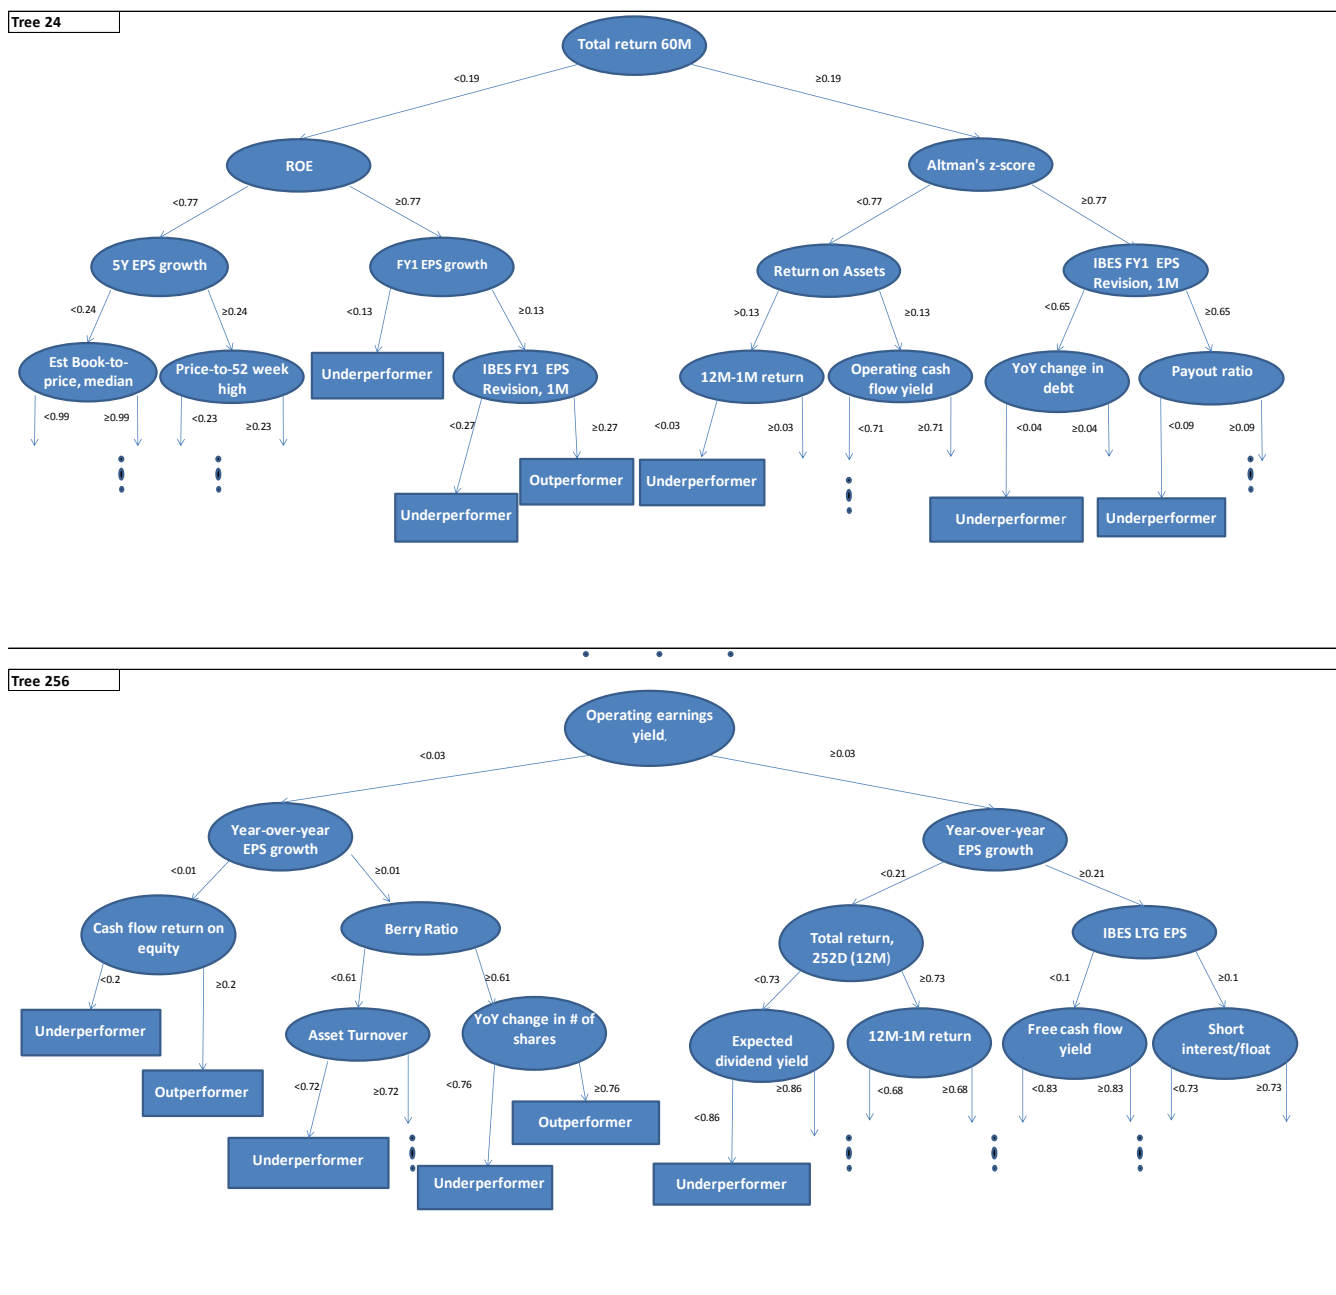 Tree 24
Total return 60M
<0.19
≥0.19
ROE
Altman's z-score
<0.77
≥0.77
<0.77
≥0.77
5Y EPS growth
FY1 EPS growth
Return on Assets
IBES FY1 EPS
Revision, 1M
<0.24
≥0.24
<0.13
≥0.13
>0.13
≥0.13
<0.65
≥0.65
Est Book-to-
price, median
Price-to-52 week
high
Underperformer
IBES FY1 EPS
Revision, 1M
12M-1M return
Operating cash
flow yield
YoY change in
debt
Payout ratio
<0.99
≥0.99
<0.23
≥0.23
<0.27
≥0.27
<0.03
≥0.03
<0.71
≥0.71
<0.04
≥0.04
<0.09
≥0.09
Underperformer
Outperformer
Underperformer
Underperformer
Underperformer
Tree 256
Operating earnings
yield,
<0.03
≥0.03
Year-over-year
EPS growth
Year-over-year
EPS growth
<0.01
≥0.01
<0.21
≥0.21
Cash flow return on
equity
Berry Ratio
Total return,
252D (12M)
IBES LTG EPS
<0.2
≥0.2
<0.61
≥0.61
<0.73
≥0.73
<0.1
≥0.1
Underperformer
Asset Turnover
YoY change in # of
shares
Expected
dividend yield
12M-1M return
Free cash flow
yield
Short
interest/float
Outperformer
<0.72
≥0.72
<0.76
≥0.76
<0.86
≥0.86
<0.68
≥0.68
<0.83
≥0.83
<0.73
≥0.73
Underperformer
Underperformer
Outperformer
Underperformer